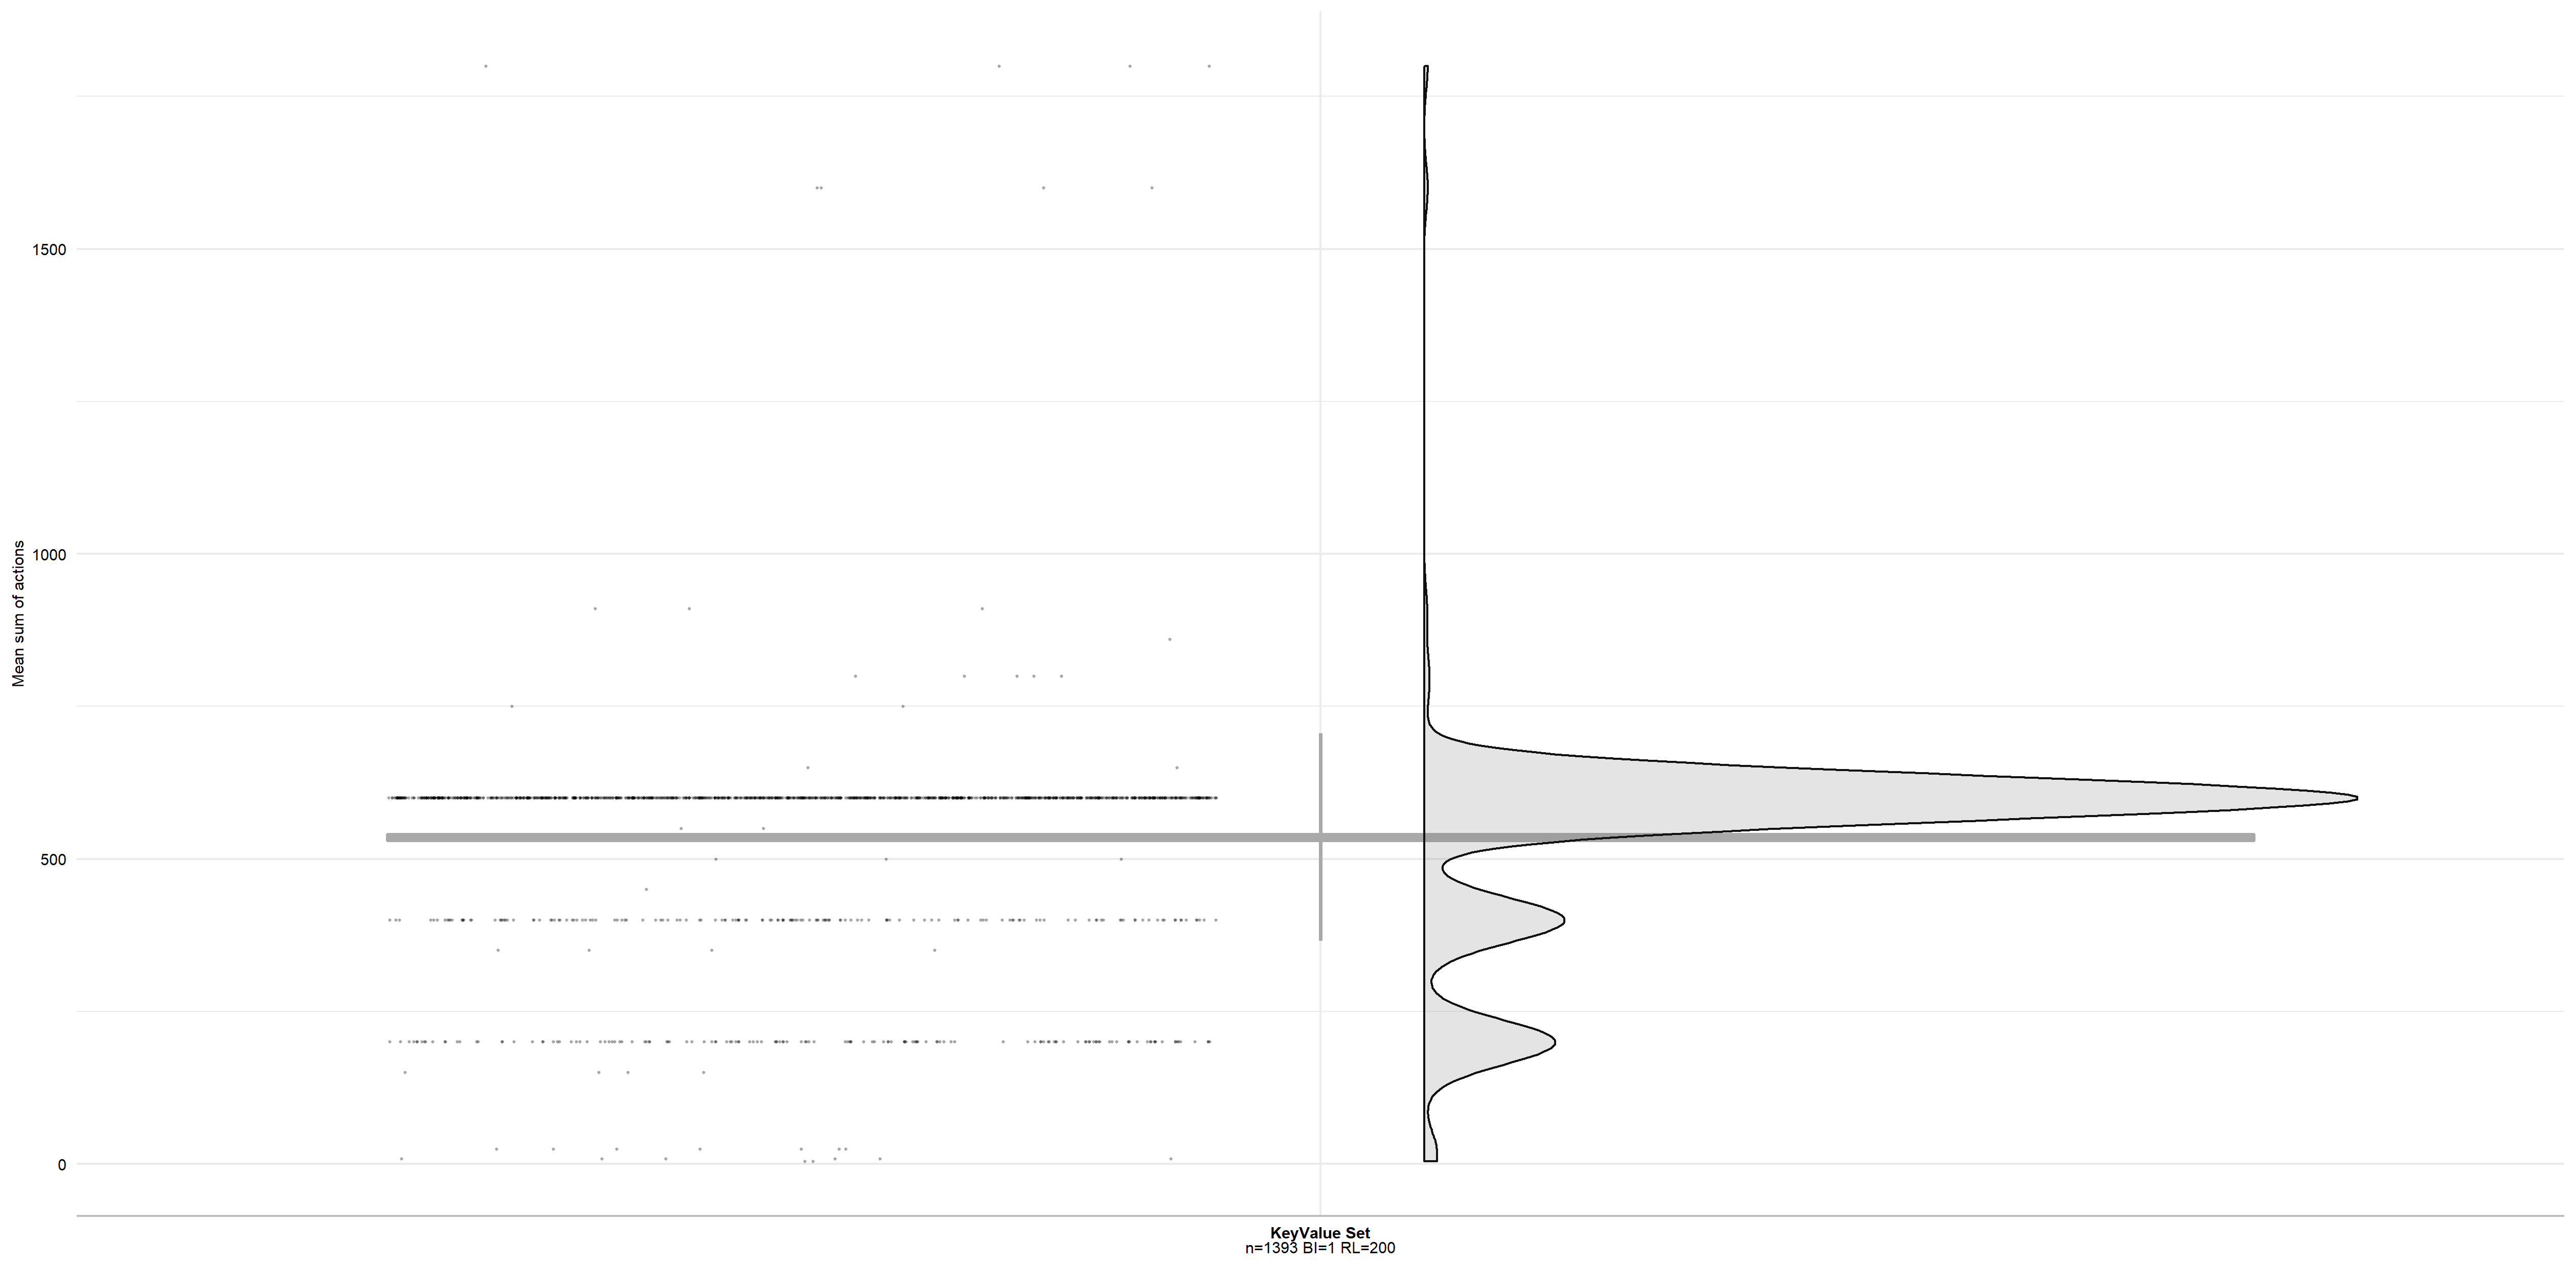 Mean sum of actions
1500
1000
500
0
KeyValue Set
n=1393 BI=1 RL=200